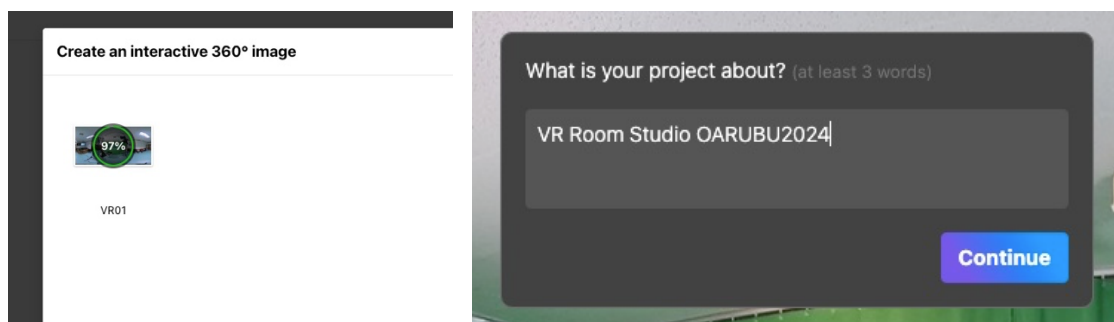 Create an interactive 360° image
97%
VR01
What is your project about? (at least 3 words)
VR Room Studio OARUBU2024
Continue